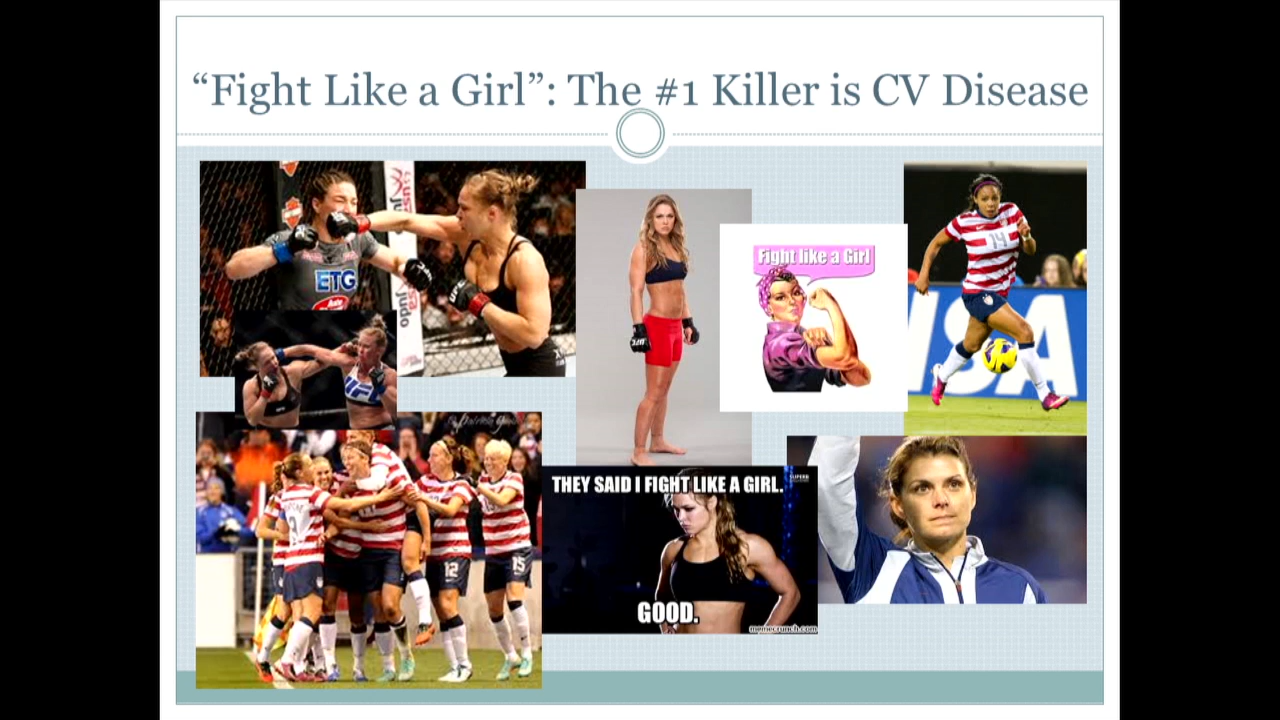 “Fight Like a Girl”: The #1 Killer is CV Disease
ETG
UFC
Fight like a Girl
14
12
15
THEY SAID I FIGHT LIKE A GIRL.
GOOD.
memecrunch.com